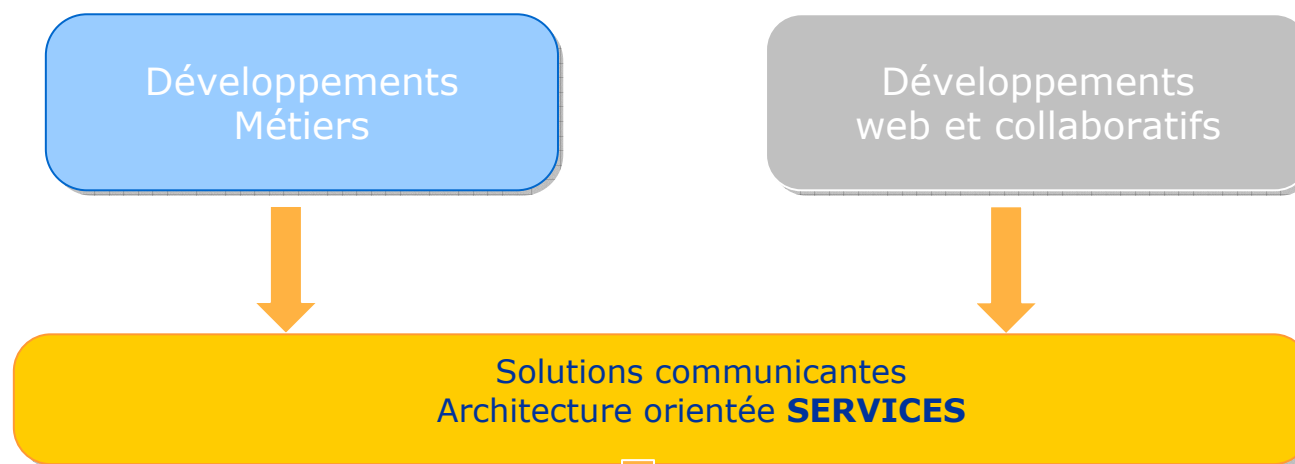 Développements
Métiers
Développements
web et collaboratifs
Solutions communicantes
Architecture orientée SERVICES